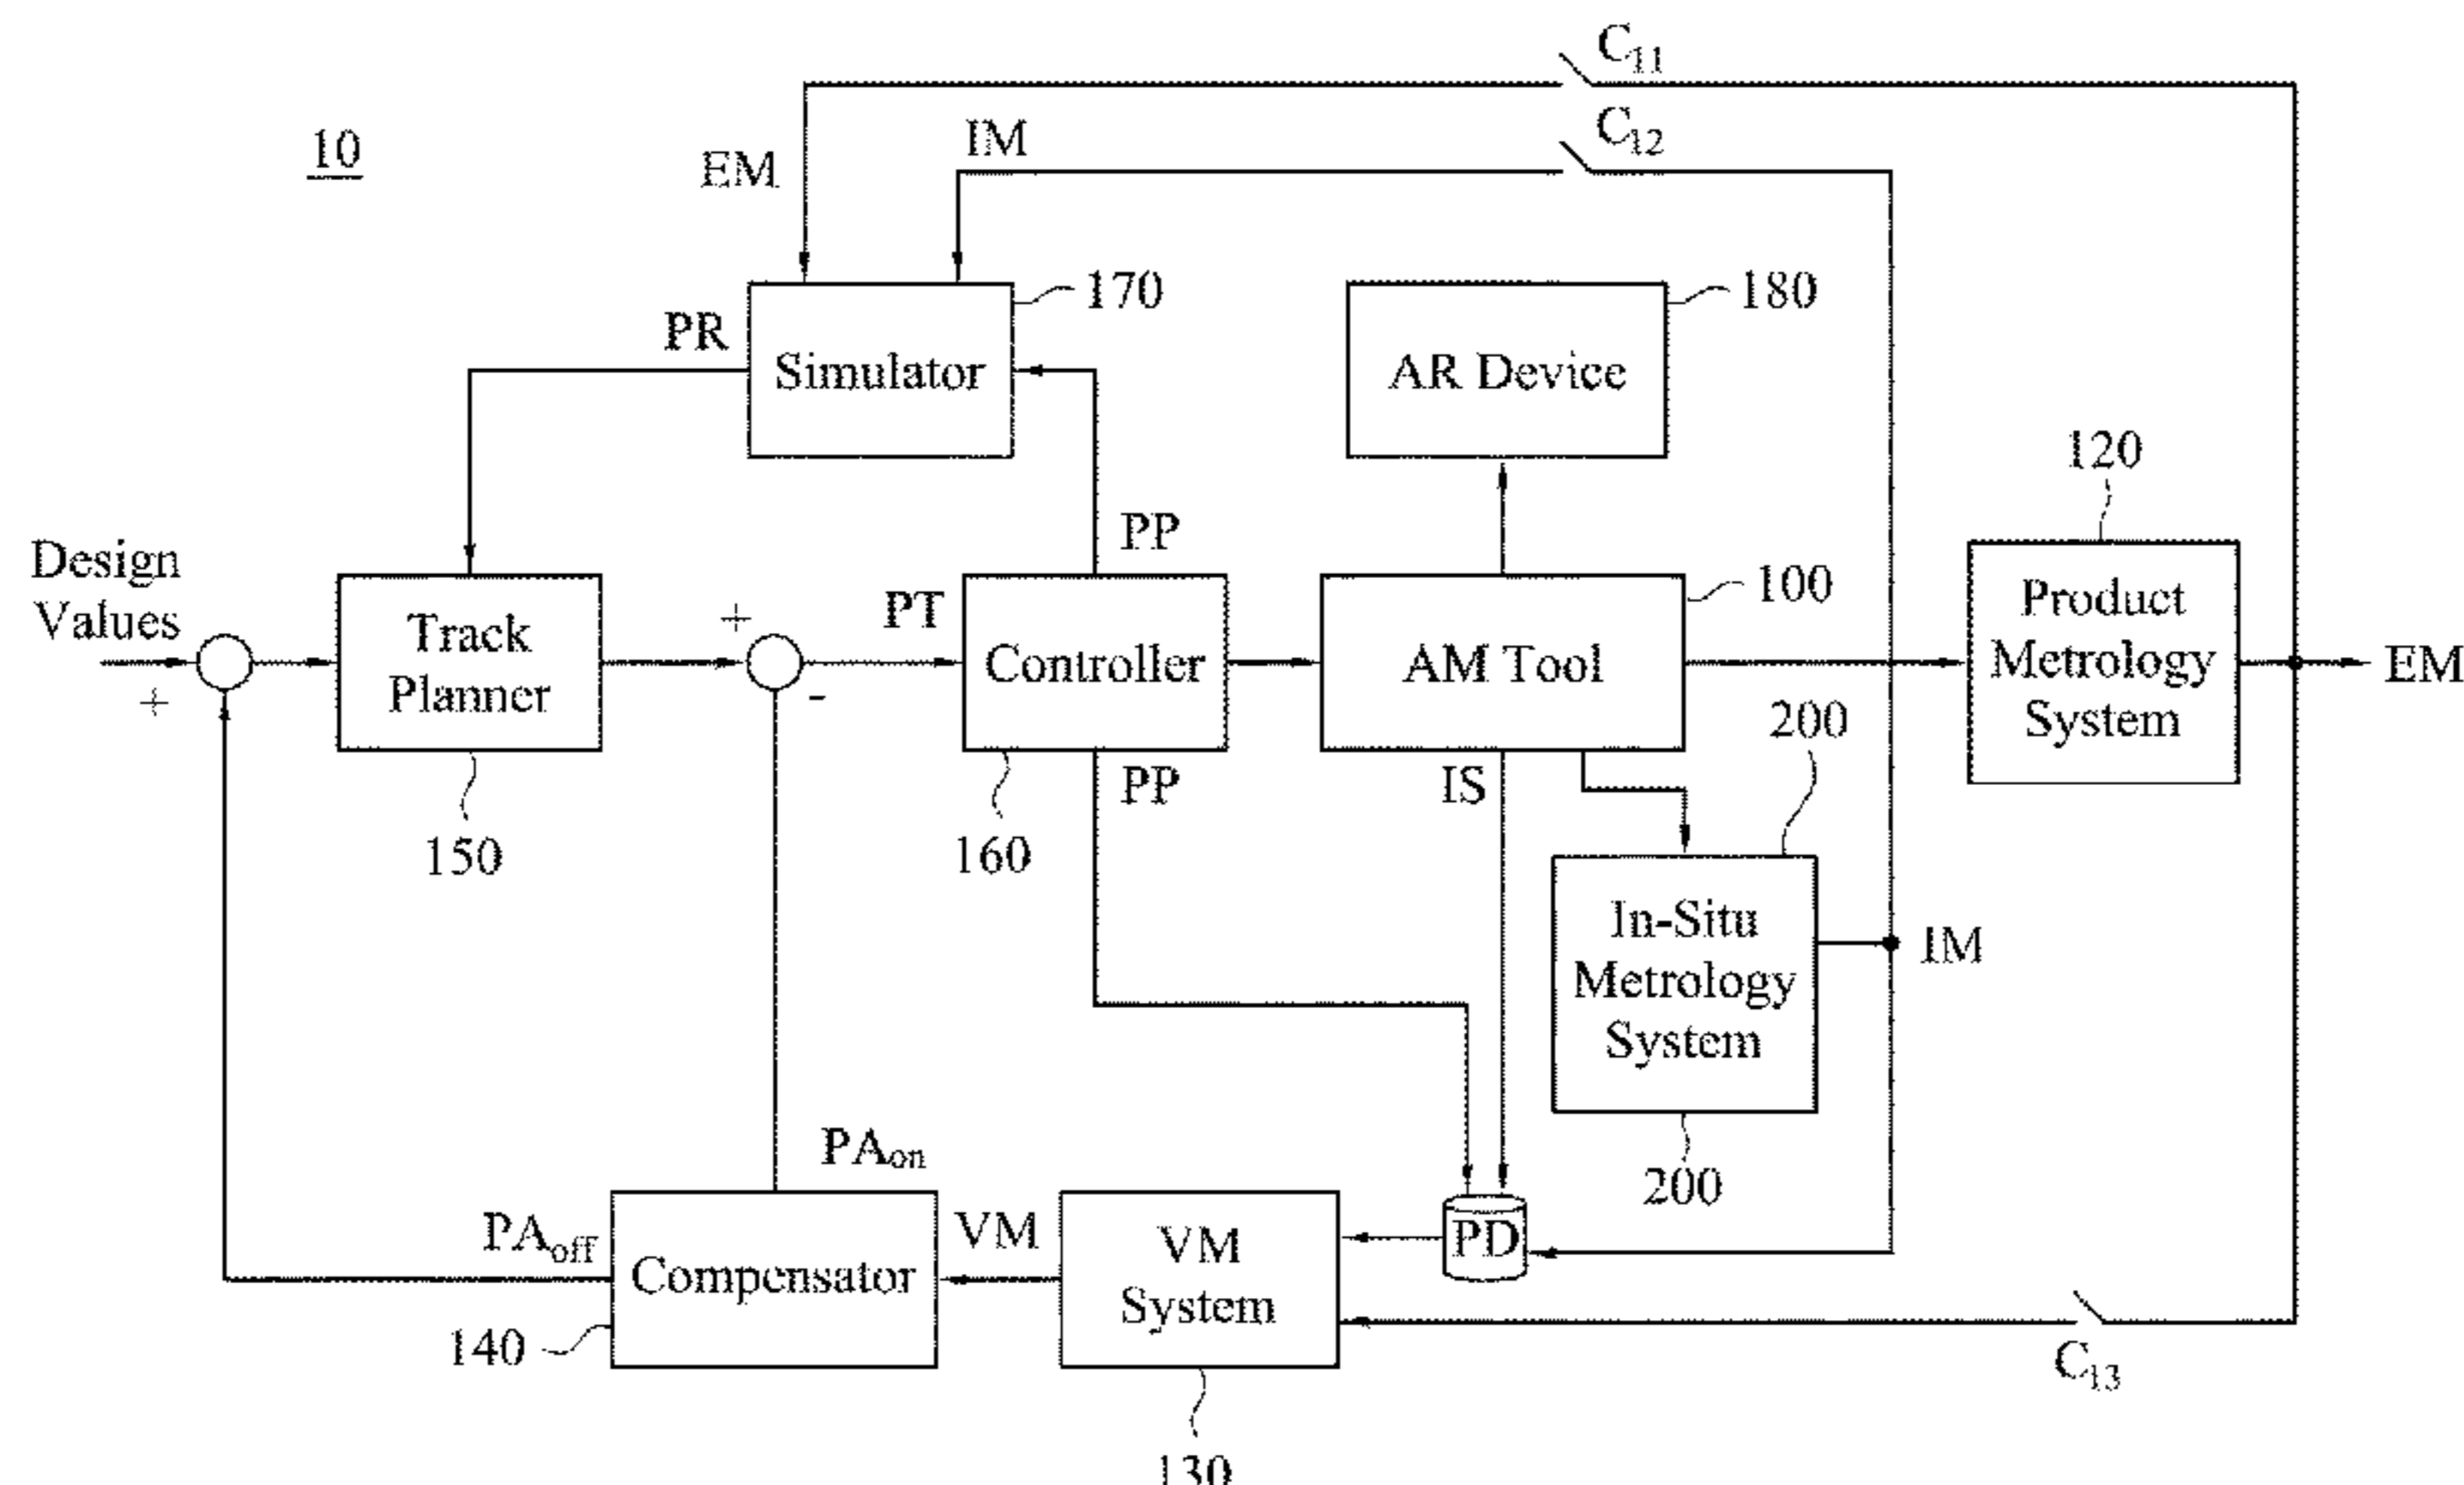 C11
C12
10
IM
EM
170
180
PR
Simulator
AR Device
120
PP
Design
Values
+
Track
Planner
+
-
PT
Controller
AM Tool
100
Product
Metrology
System
EM
200
PP
IS
150
160
In-Situ
Metrology
System
IM
200
PAon
PAoff
VM
Compensator
VM
System
PD
140
C13
130